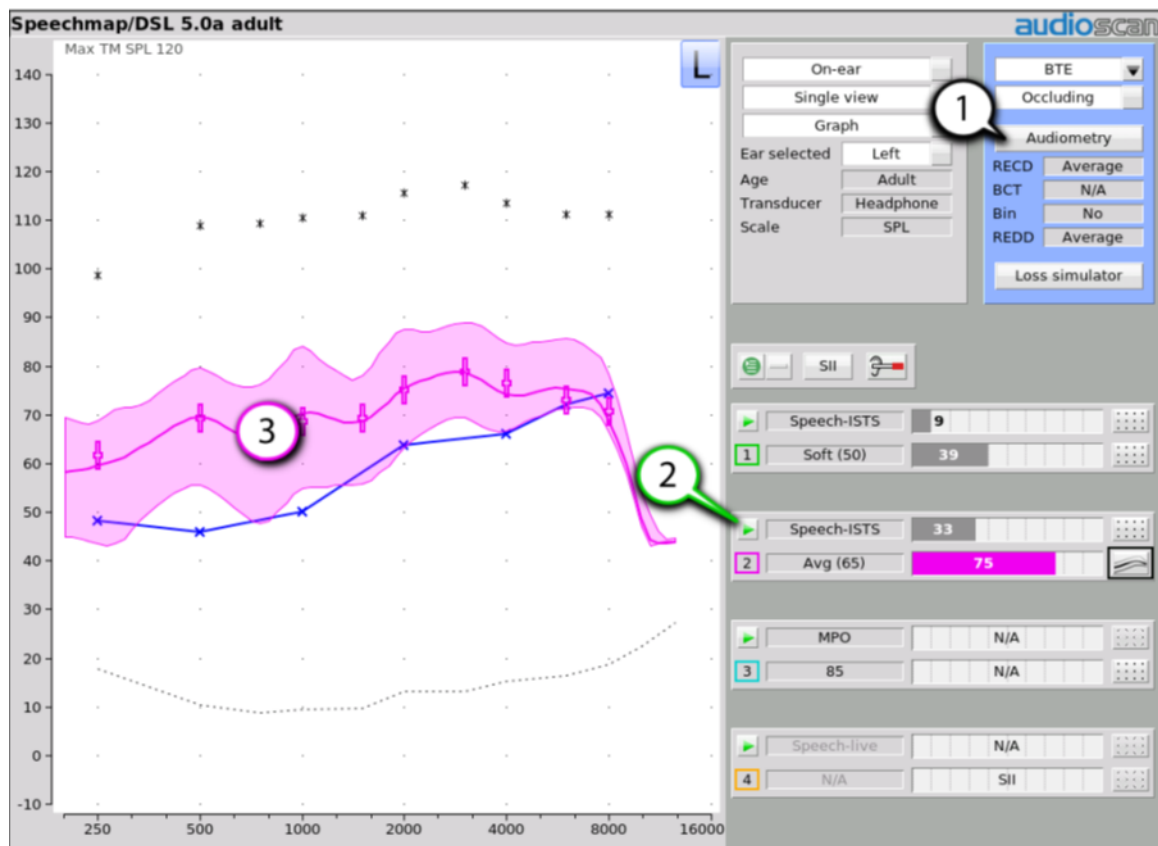 Speechmap/DSL 5.0a adult
audioscan
Max TM SPL 120
L
140
130
120
110
100
90
80
70
60
50
40
30
20
10
0
-10
250 500 1000 2000 4000 8000 16000
3
On-ear
Single view
Graph
Ear selected Left
Age Adult
Transducer Headphone
Scale SPL
1
BTE
Occluding
Audiometry
RECD Average
BCT N/A
Bin No
REDD Average
Loss simulator
SII
Speech-ISTS 9
1 Soft (50) 39
2
Speech-ISTS 33
2 Avg (65) 75
MPO N/A
3 85 N/A
Speech-live N/A
4 N/A SII